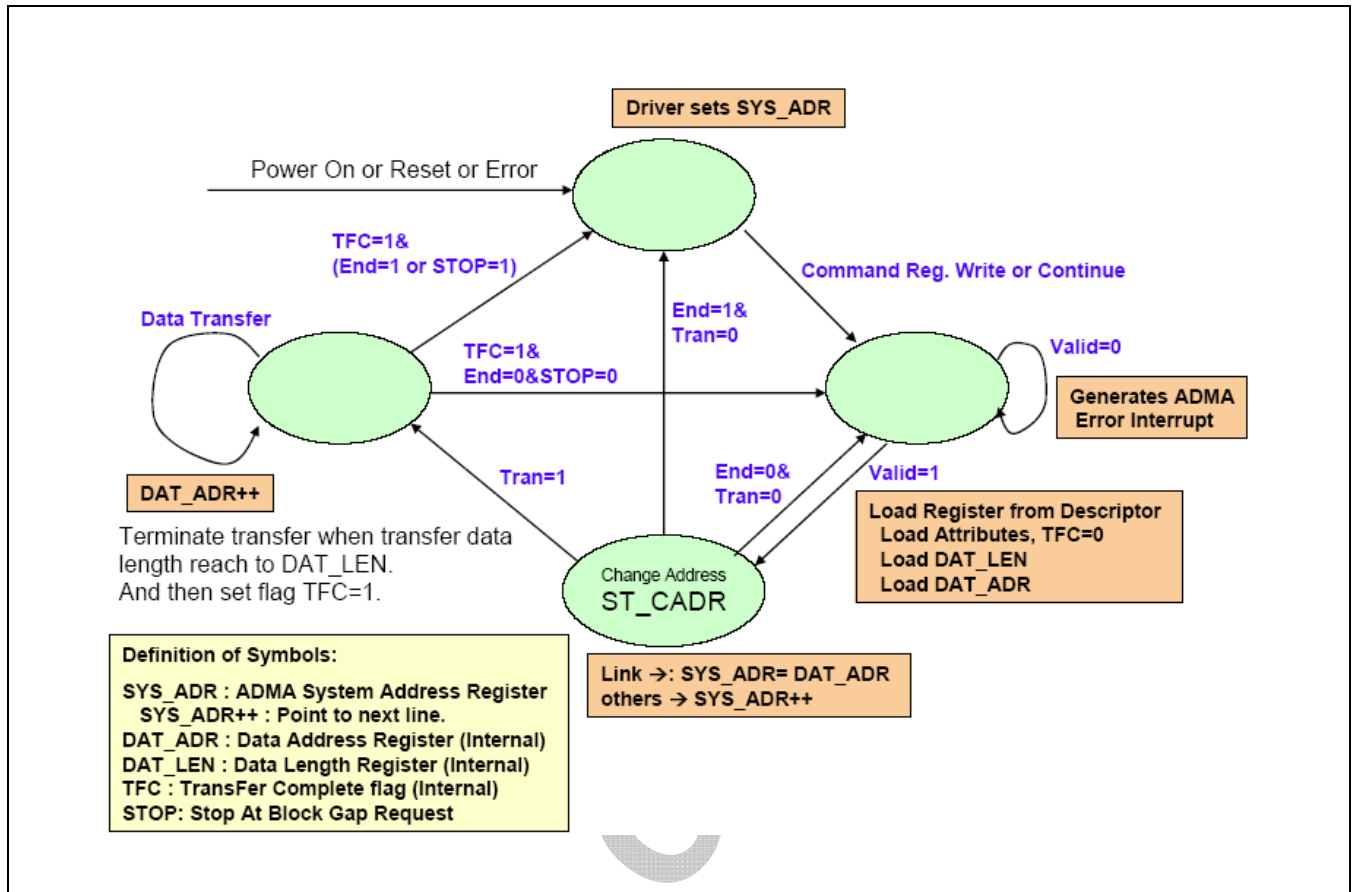 Driver sets SYS_ADR
Power On or Reset or Error
TFC=1&
(End=1 or STOP=1)
Command Reg. Write or Continue
End=1&
Tran=0
Data Transfer
TFC=1&
End=0&STOP=0
Valid=0
Generates ADMA
Error Interrupt
Tran=1
End=0&
Tran=0
Valid=1
DAT_ADR++
Terminate transfer when transfer data
length reach to DAT_LEN.
And then set flag TFC=1.
Load Register from Descriptor
Load Attributes, TFC=0
Load DAT_LEN
Load DAT_ADR
Change Address
ST_CADR
Link →: SYS_ADR= DAT_ADR
others → SYS_ADR++
Definition of Symbols:
SYS_ADR : ADMA System Address Register
SYS_ADR++ : Point to next line.
DAT_ADR : Data Address Register (Internal)
DAT_LEN : Data Length Register (Internal)
TFC : TransFer Complete flag (Internal)
STOP: Stop At Block Gap Request